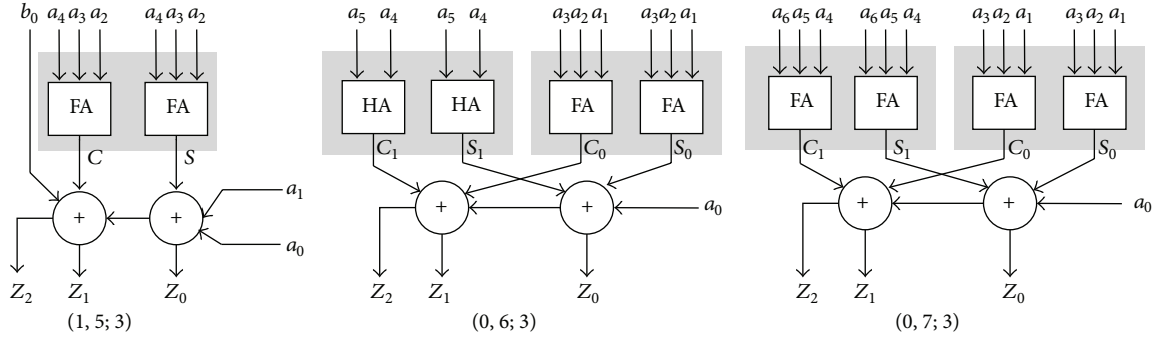 b₀ a₄ a₃ a₂ a₄ a₃ a₂
FA FA
C S
+ +
a₁
a₀
Z₂ Z₁ Z₀
(1, 5; 3)
a₅ a₄ a₅ a₄ a₃ a₂ a₁ a₃ a₂ a₁
HA HA FA FA
C₁ S₁ C₀ S₀
+ +
a₀
Z₂ Z₁ Z₀
(0, 6; 3)
a₆ a₅ a₄ a₆ a₅ a₄ a₃ a₂ a₁ a₃ a₂ a₁
FA FA FA FA
C₁ S₁ C₀ S₀
+ +
a₀
Z₂ Z₁ Z₀
(0, 7; 3)